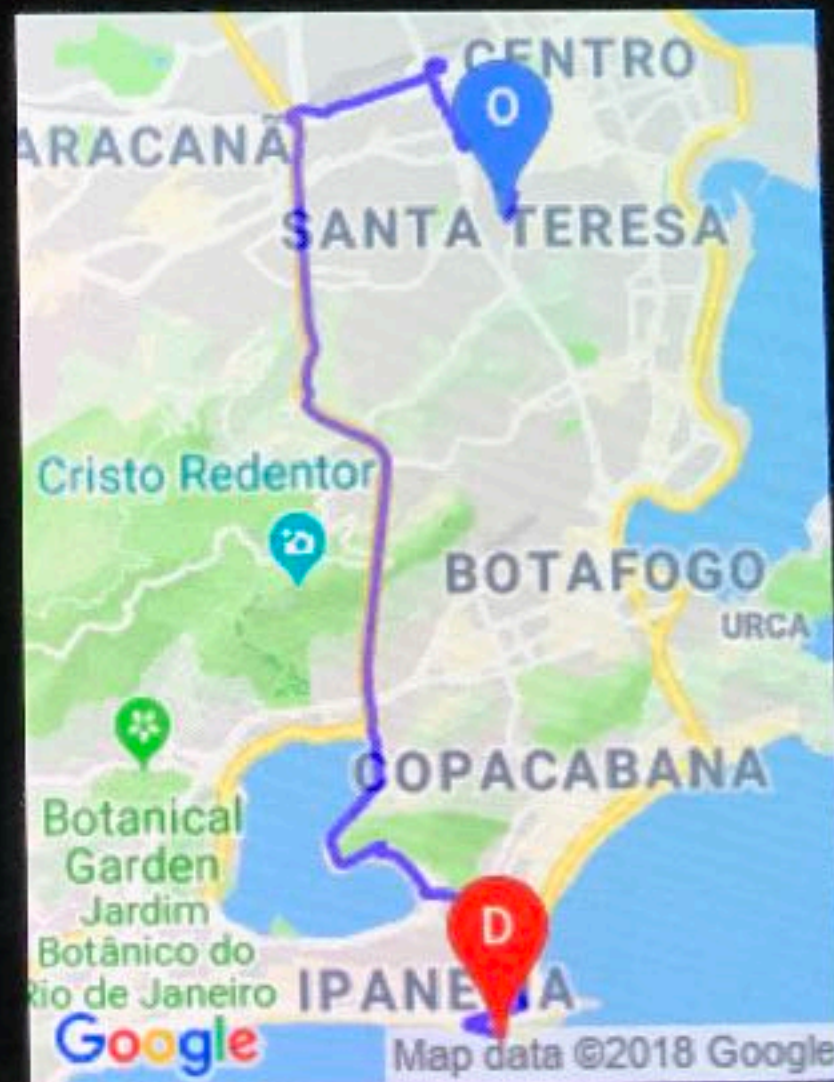 CENTRO
O
ARACANÃ
SANTA TERESA
Cristo Redentor
BOTAFOGO
URCA
COPACABANA
Botanical
Garden
Jardim
Botânico do
Rio de Janeiro
D
IPANE A
Google
Map data ©2018 Google